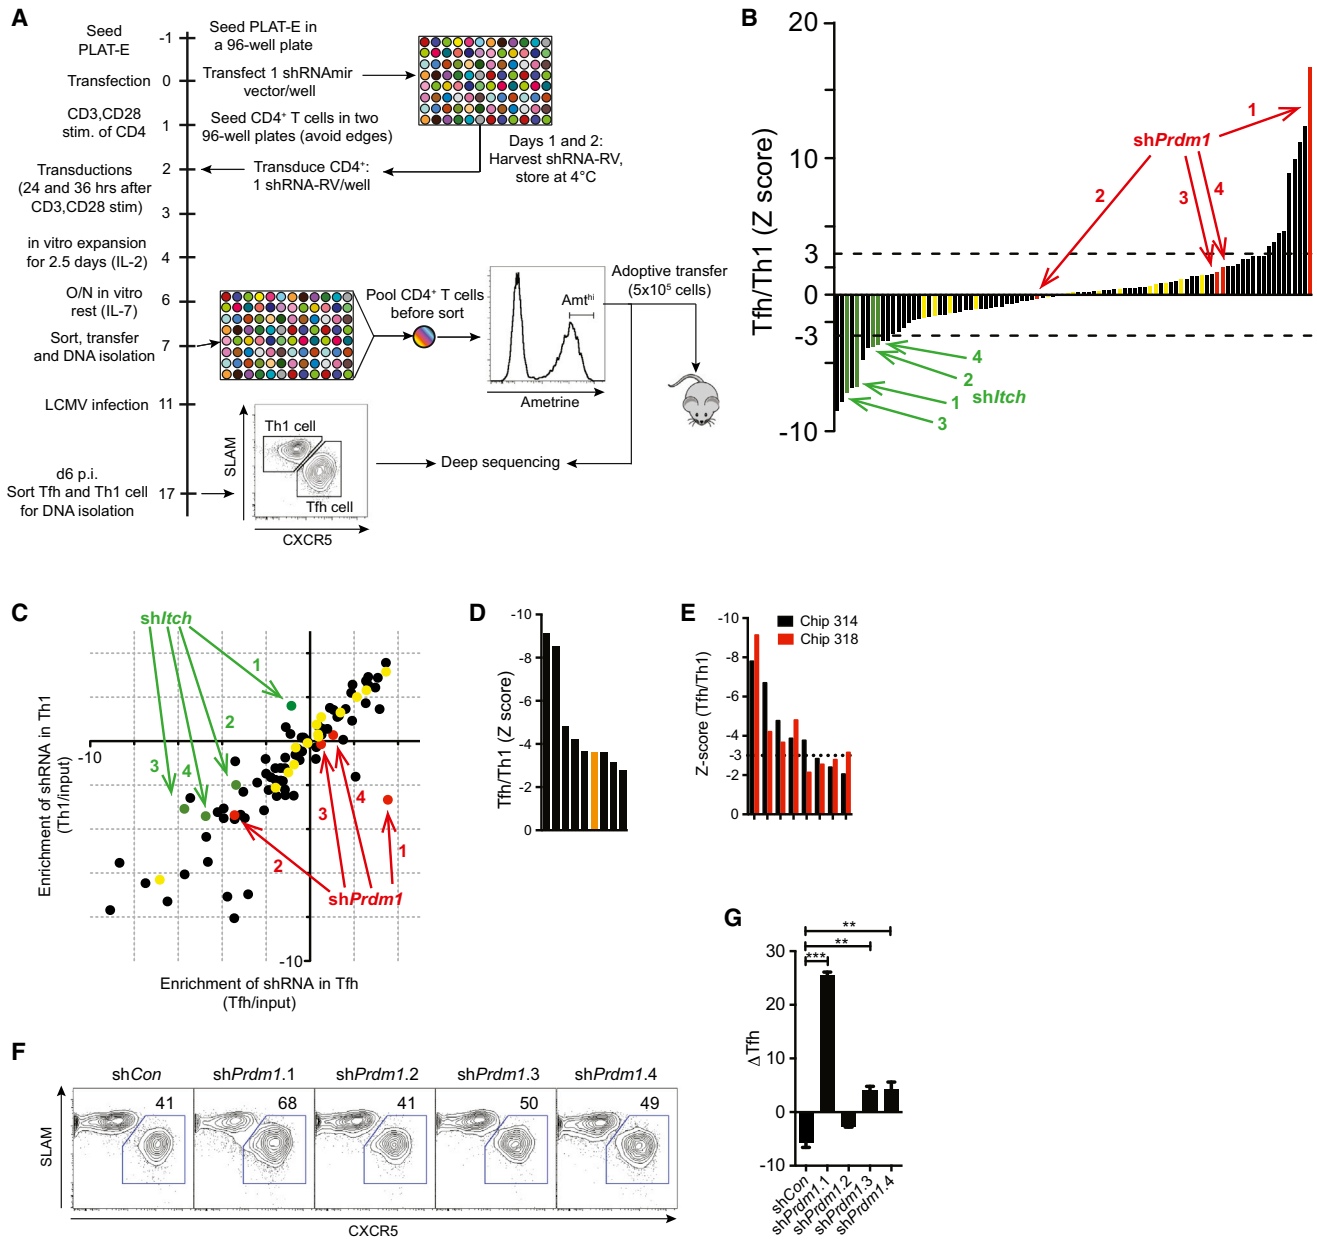 A
Seed
PLAT-E
-1
Seed PLAT-E in
a 96-well plate
Transfection
0
Transfect 1 shRNAmir
vector/well
CD3,CD28
stim. of CD4
1
Seed CD4⁺ T cells in two
96-well plates (avoid edges)
Days 1 and 2:
Harvest shRNA-RV,
store at 4°C
Transductions
(24 and 36 hrs after
CD3,CD28 stim)
2
Transduce CD4⁺:
1 shRNA-RV/well
3
in vitro expansion
for 2.5 days (IL-2)
4
O/N in vitro
rest (IL-7)
6
Sort, transfer
and DNA isolation
7
Pool CD4⁺ T cells
before sort
Amtʰⁱ
Ametrine
Adoptive transfer
(5x10⁵ cells)
LCMV infection
11
d6 p.i.
Sort Tfh and Th1 cell
for DNA isolation
17
SLAM
Th1 cell
Tfh cell
CXCR5
Deep sequencing
B
Tfh/Th1 (Z score)
20
10
3
0
-3
-10
shPrdm1
1
2
3
4
4
2
1
3
shItch
C
shItch
1
2
3
4
-10
-10
Enrichment of shRNA in Th1
(Th1/input)
Enrichment of shRNA in Tfh
(Tfh/input)
shPrdm1
2
3
4
1
D
Tfh/Th1 (Z score)
-10
-8
-6
-4
-2
0
E
Z-score (Tfh/Th1)
-10
-8
-6
-4
-3
-2
0
Chip 314
Chip 318
F
shCon
shPrdm1.1
shPrdm1.2
shPrdm1.3
shPrdm1.4
41
68
41
50
49
SLAM
CXCR5
G
ΔTfh
30
20
10
0
-10
**
**
***
shCon
shPrdm1.1
shPrdm1.2
shPrdm1.3
shPrdm1.4